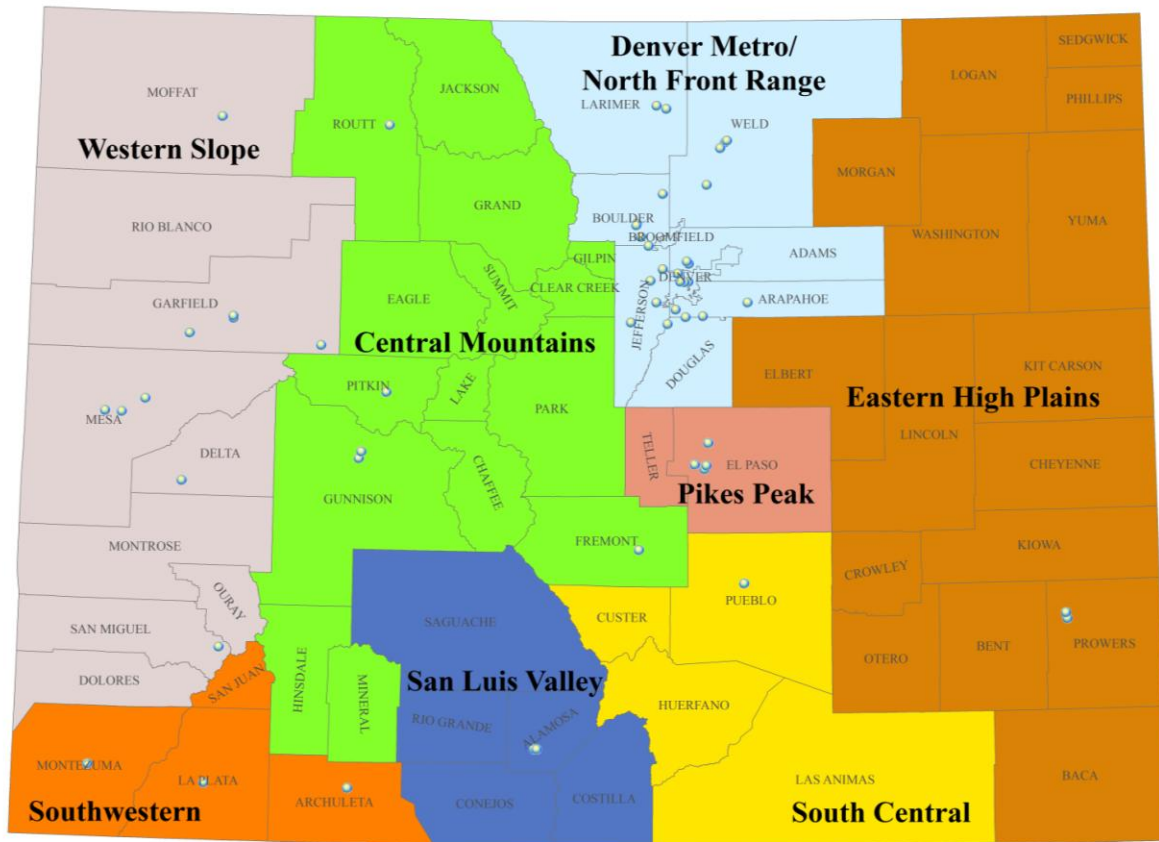 Denver Metro/
North Front Range
SEDGWICK
LOGAN
PHILLIPS
MOFFAT
JACKSON
LARIMER
ROUTT
WELD
Western Slope
MORGAN
GRAND
YUMA
BOULDER
RIO BLANCO
WASHINGTON
BROOMFIELD
ADAMS
GILPIN
SUMMIT
CLEAR CREEK
DENVER
EAGLE
GARFIELD
ARAPAHOE
JEFFERSON
Central Mountains
DOUGLAS
ELBERT
KIT CARSON
PITKIN
LAKE
Eastern High Plains
PARK
MESA
LINCOLN
DELTA
TELLER
EL PASO
CHEYENNE
CHAFFEE
Pikes Peak
GUNNISON
FREMONT
MONTROSE
KIOWA
CROWLEY
OURAY
PUEBLO
CUSTER
SAGUACHE
SAN MIGUEL
BENT
PROWERS
OTERO
SAN JUAN
HINSDALE
DOLORES
San Luis Valley
MINERAL
HUERFANO
RIO GRANDE
ALAMOSA
MONTEZUMA
LA PLATA
LAS ANIMAS
BACA
ARCHULETA
CONEJOS
COSTILLA
Southwestern
South Central